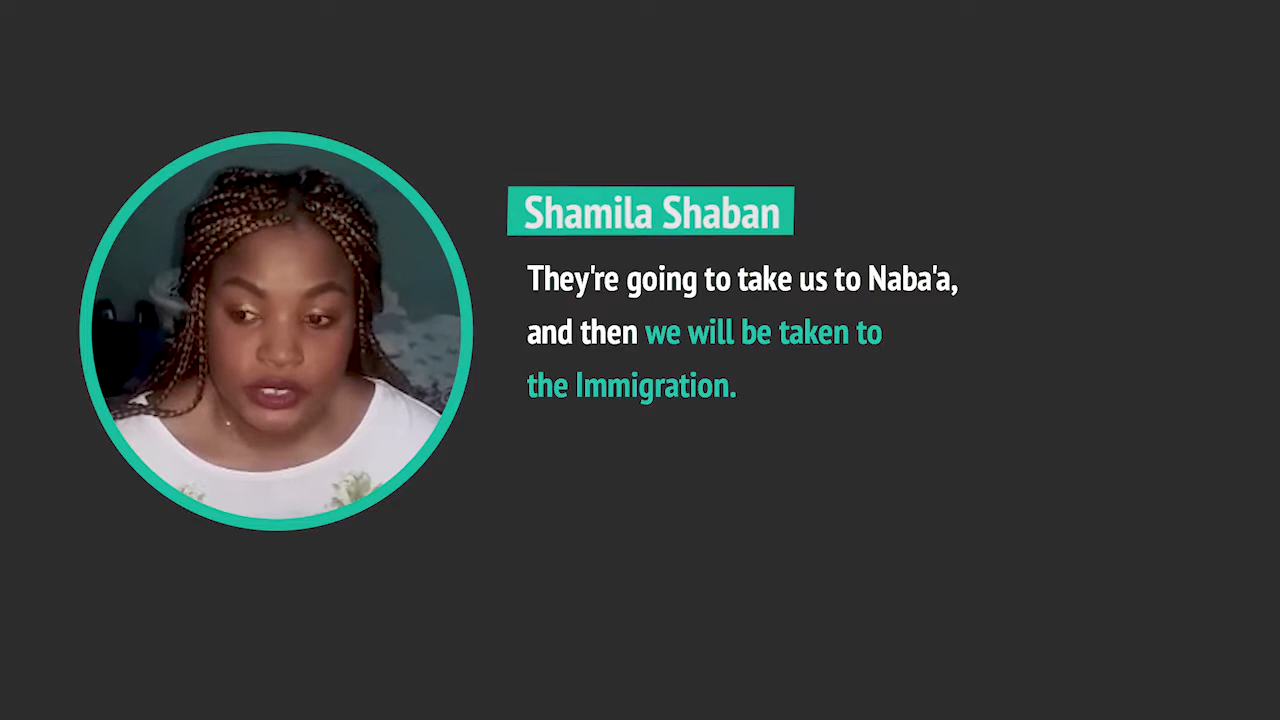 Shamila Shaban
They're going to take us to Naba'a,
and then we will be taken to
the Immigration.